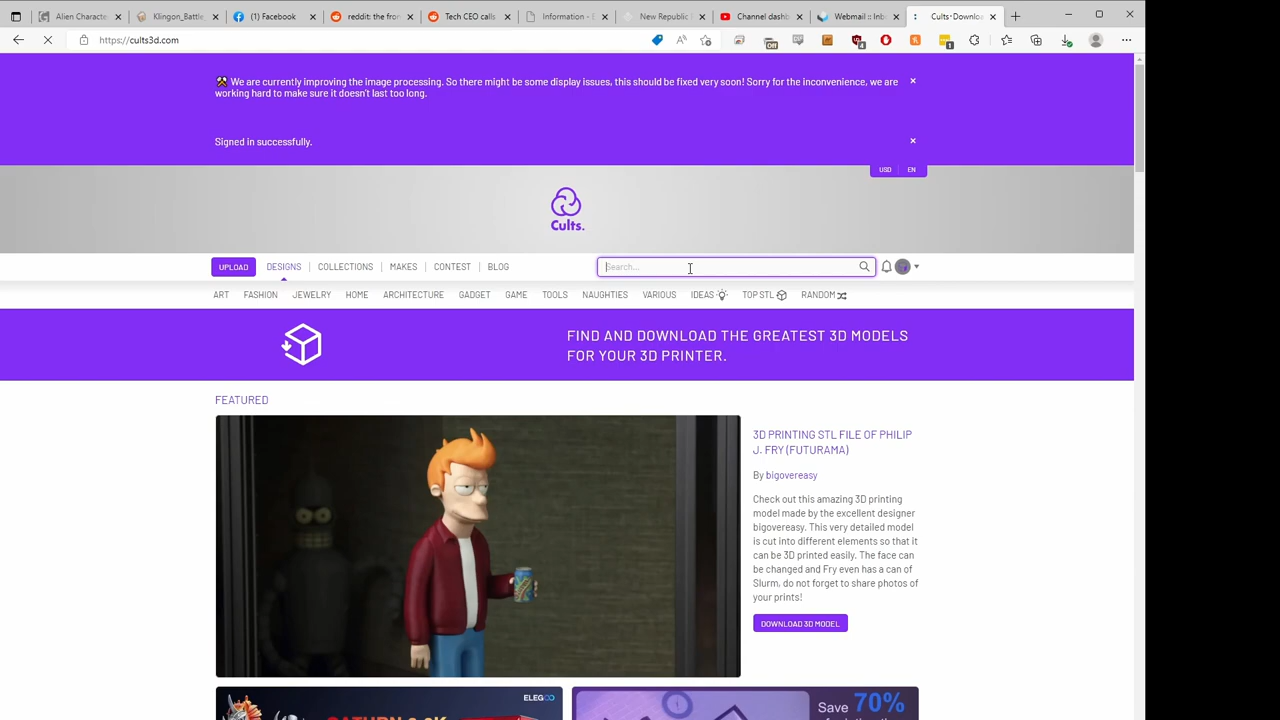 Alien Characte
Klingon_Battle_
(1) Facebook
reddit: the fron
Tech CEO calls
Information - E
New Republic
Channel dashb
Webmail :: Inb
Cults・Downlo
https://cults3d.com
Off
4
1
We are currently improving the image processing. So there might be some display issues, this should be fixed very soon! Sorry for the inconvenience, we are
working hard to make sure it doesn't last too long.
Signed in successfully.
USD
EN
Cults.
UPLOAD
DESIGNS
COLLECTIONS
MAKES
CONTEST
BLOG
Search...
ART
FASHION
JEWELRY
HOME
ARCHITECTURE
GADGET
GAME
TOOLS
NAUGHTIES
VARIOUS
IDEAS
TOP STL
RANDOM
FIND AND DOWNLOAD THE GREATEST 3D MODELS
FOR YOUR 3D PRINTER.
FEATURED
3D PRINTING STL FILE OF PHILIP
J. FRY (FUTURAMA)
By bigovereasy
Check out this amazing 3D printing
model made by the excellent designer
bigovereasy. This very detailed model
is cut into different elements so that it
can be 3D printed easily. The face can
be changed and Fry even has a can of
Slurm, do not forget to share photos of
your prints!
DOWNLOAD 3D MODEL
ELEGOO
Save 70%